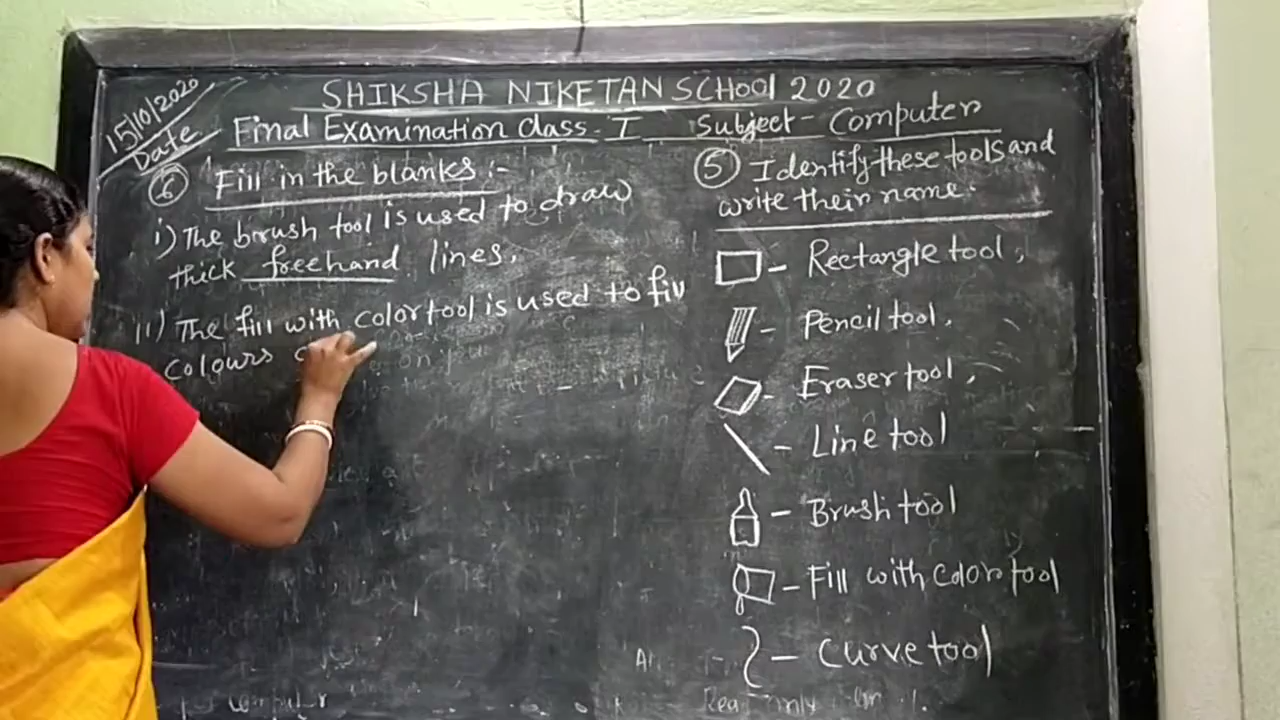 15/10/2020
Date
SHIKSHA NIKETAN SCHOOL 2020
Final Examination class - I Subject - Computer
6 Fill in the blanks :-
i) The brush tool is used to draw
thick freehand lines.
ii) The fill with color tool is used to fill
colours
5 Identify these tools and
write their name.
- Rectangle tool,
- Pencil tool,
- Eraser tool,
- Line tool
- Brush tool
- Fill with color tool
- Curve tool